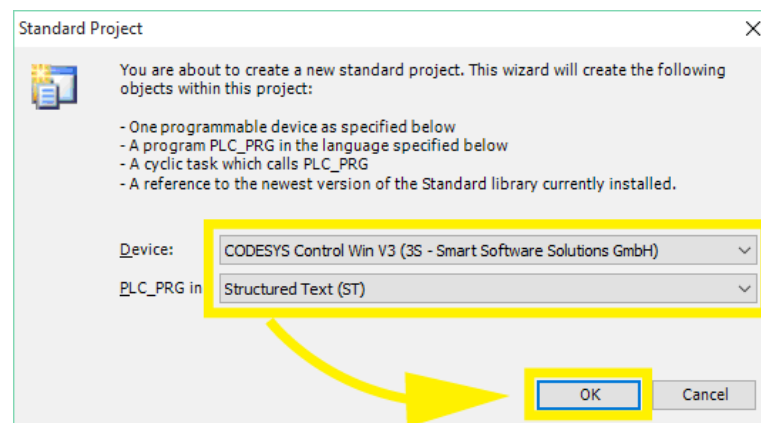 Standard Project
You are about to create a new standard project. This wizard will create the following
objects within this project:
- One programmable device as specified below
- A program PLC_PRG in the language specified below
- A cyclic task which calls PLC_PRG
- A reference to the newest version of the Standard library currently installed.
Device: CODESYS Control Win V3 (3S - Smart Software Solutions GmbH)
PLC_PRG in Structured Text (ST)
OK Cancel